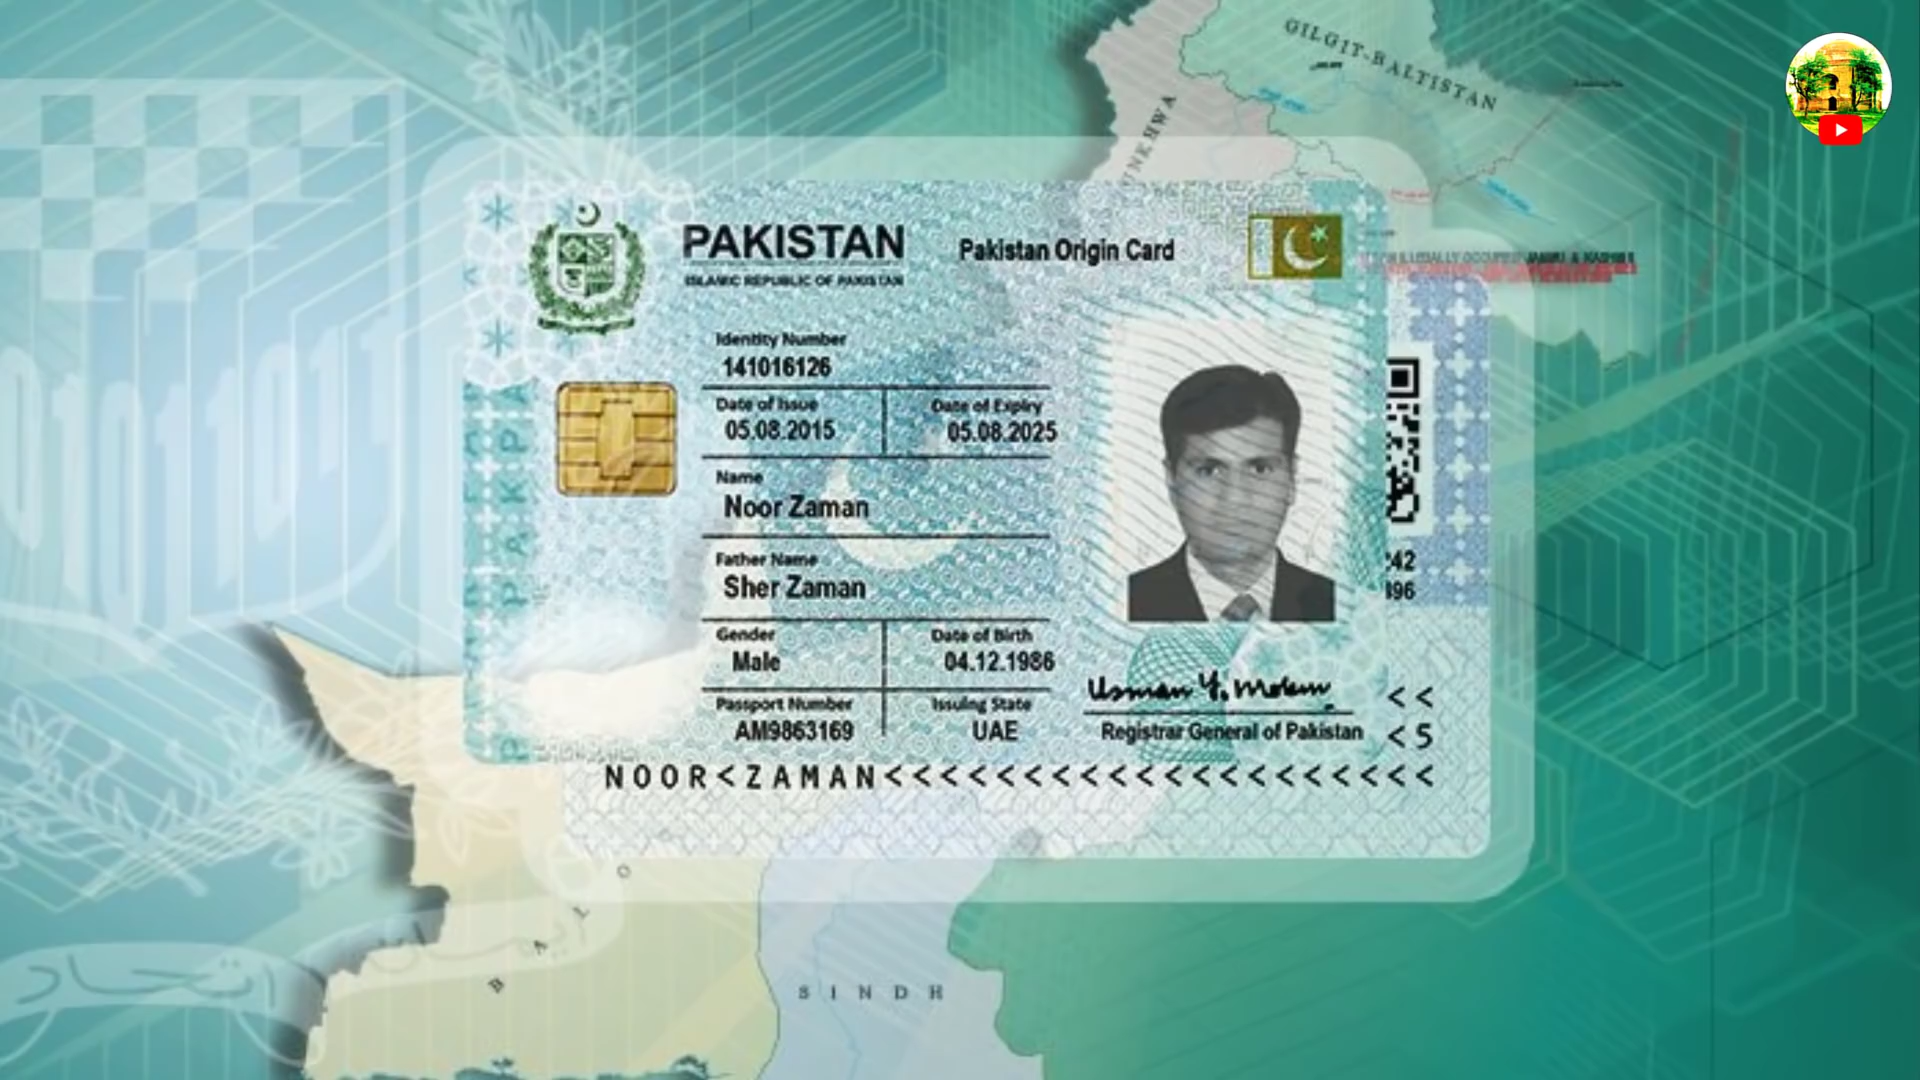 GILGIT-BALTISTAN
PAKISTAN
ISLAMIC REPUBLIC OF PAKISTAN
Pakistan Origin Card
Identity Number
141016126
Date of Issue
Date of Expiry
05.08.2015
05.08.2025
Name
Noor Zaman
Father Name
Sher Zaman
Gender
Date of Birth
Male
04.12.1986
Passport Number
Issuing State
AM9863169
UAE
Registrar General of Pakistan
<<
<5
NOOR<ZAMAN<<<<<<<<<<<<<<<<<<
SINDH
اتحاد